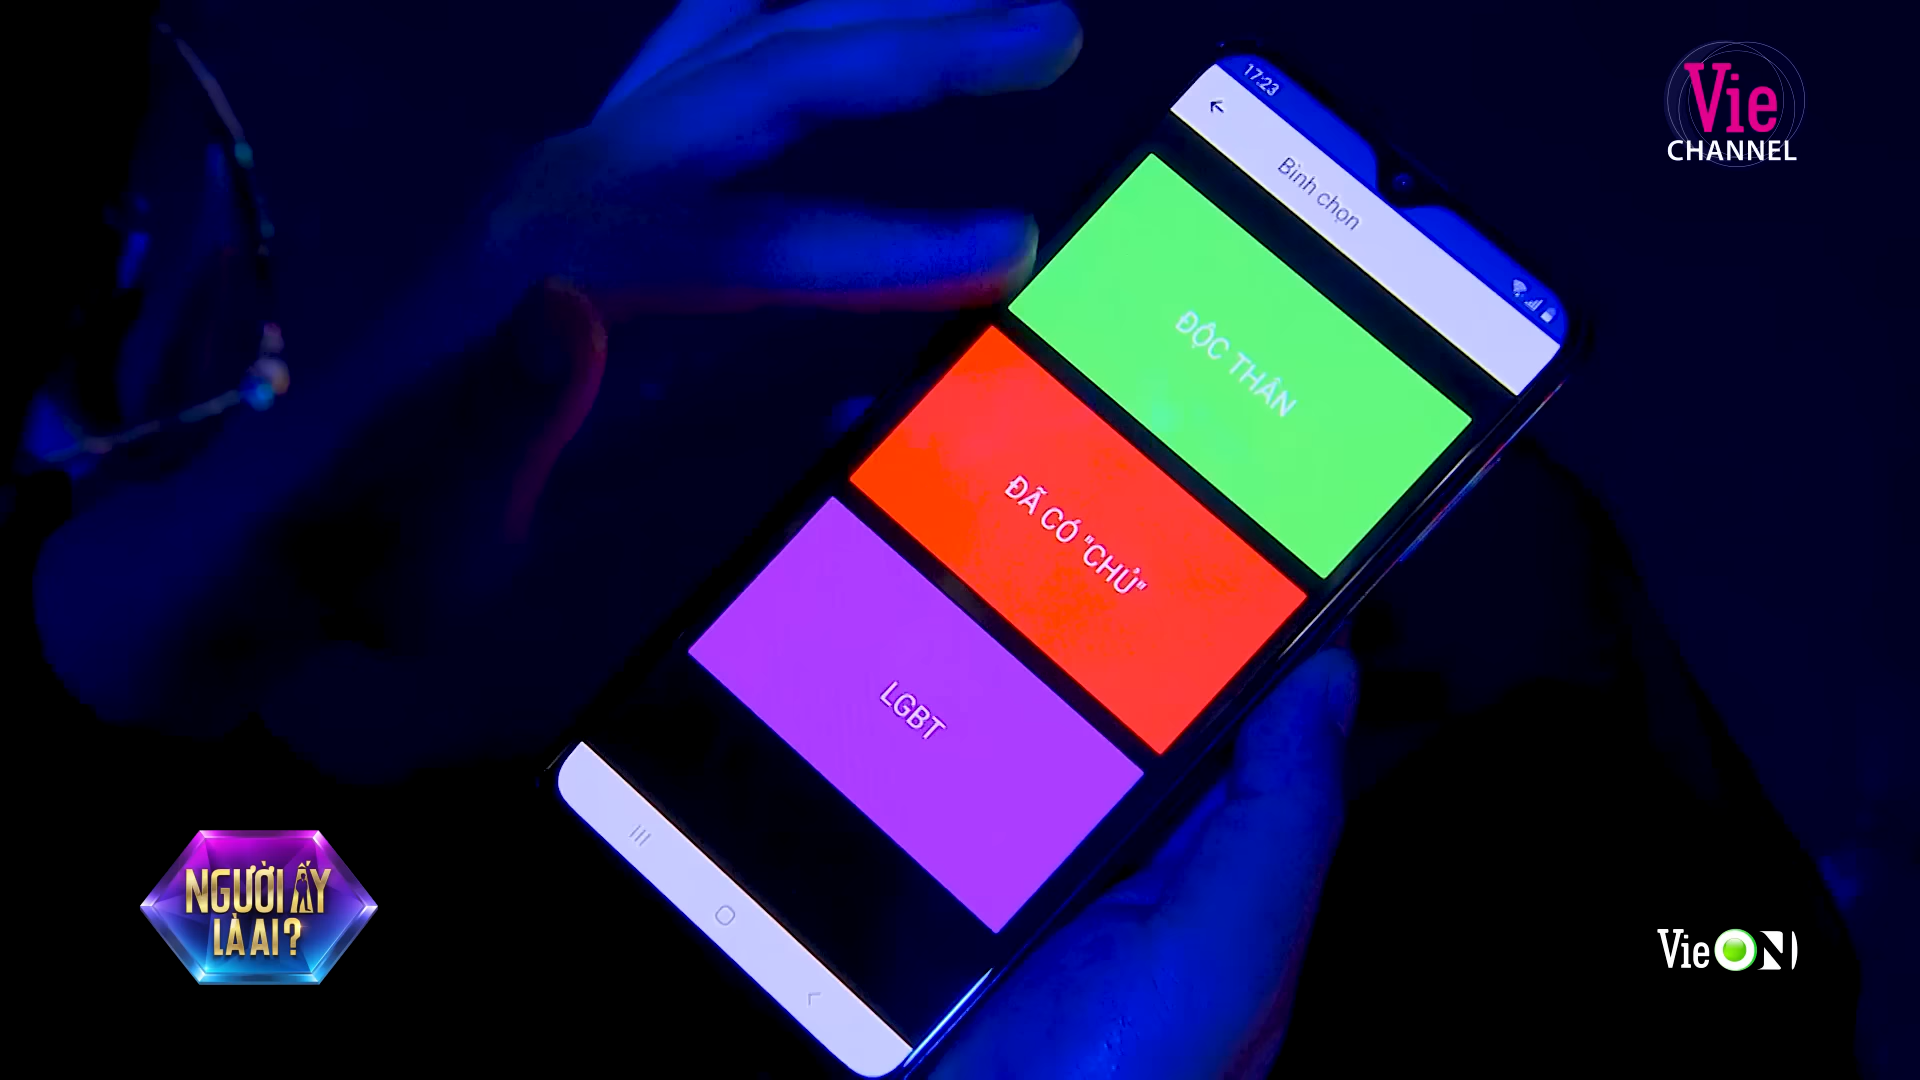 17:23
Bình chọn
ĐỘC THÂN
ĐÃ CÓ "CHỦ"
LGBT
Vie
CHANNEL
NGƯỜI ẤY
LÀ AI?
VieON